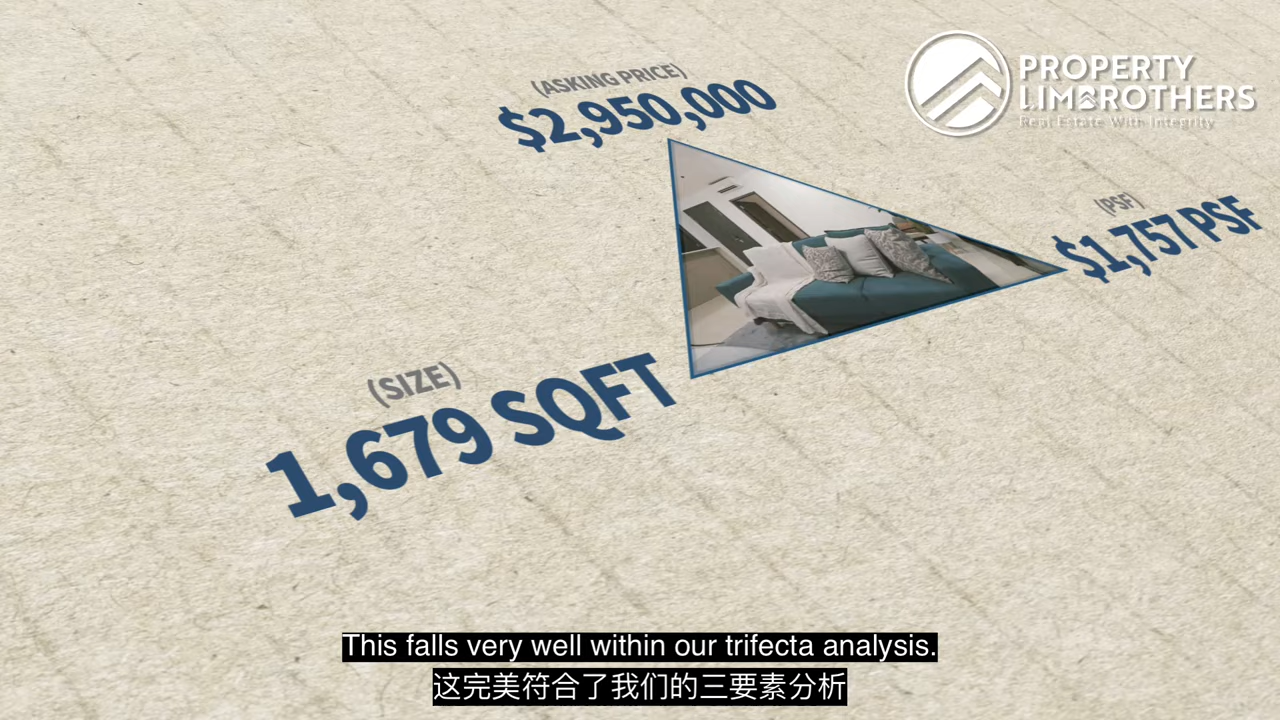 PROPERTY
LIMBROTHERS
Real Estate With Integrity
(ASKING PRICE)
$2,950,000
(PSF)
$1,757 PSF
(SIZE)
1,679 SQFT
This falls very well within our trifecta analysis.
这完美符合了我们的三要素分析